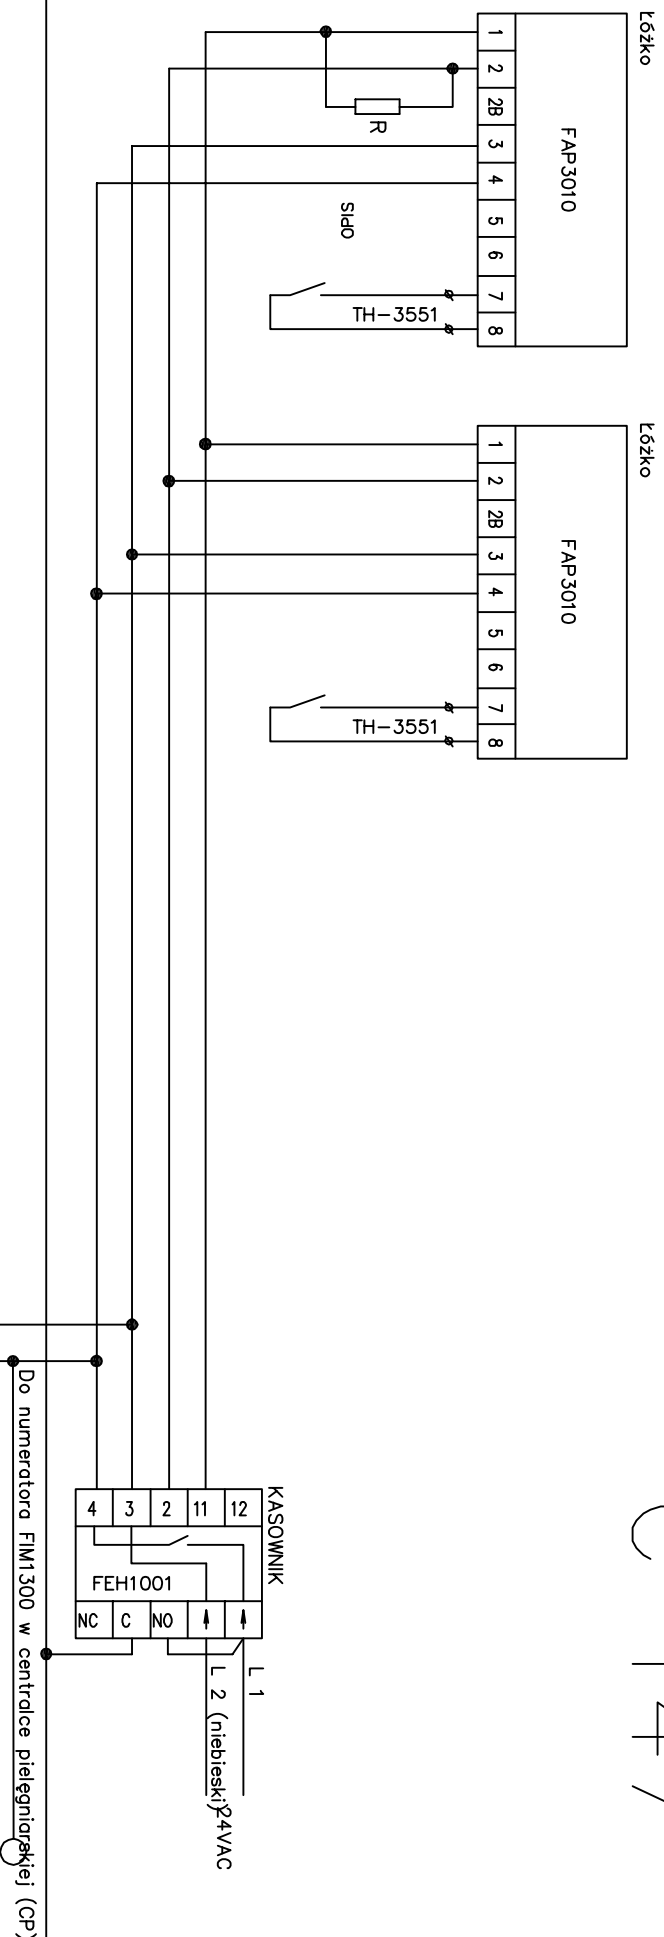 Łóżko
1
2
2B
3
4
5
6
7
8
FAP3010
R
OPIS
TH-3551
Łóżko
1
2
2B
3
4
5
6
7
8
FAP3010
TH-3551
KASOWNIK
4 3 2 11 12
FEH1001
NC C NO
L 1
L 2 (niebieski)
24VAC
Do numeratora FIM1300 w centralce pielęgniarskiej (CP)